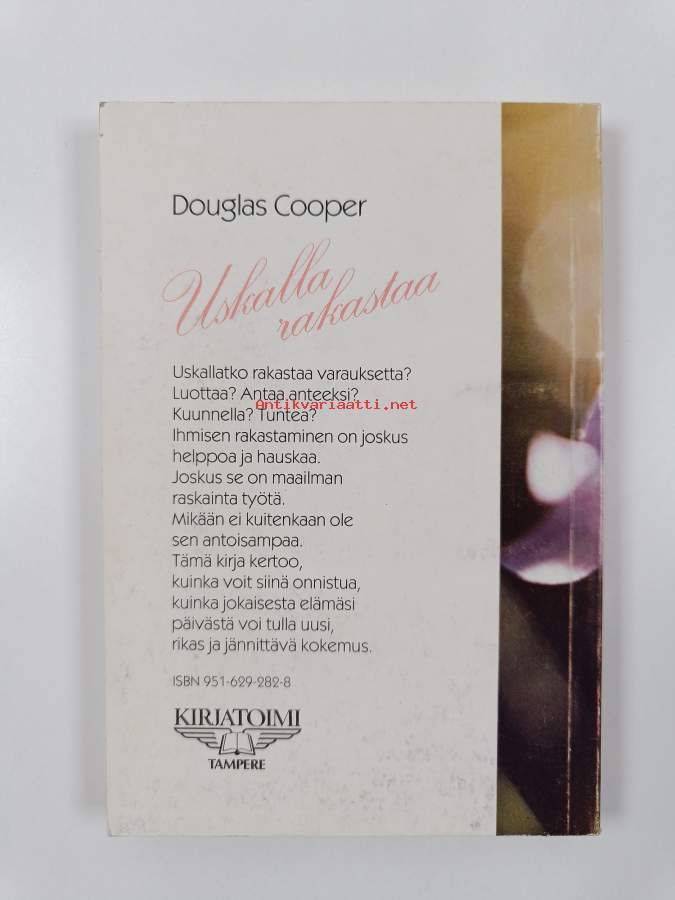 Douglas Cooper
Uskalla
rakastaa
Uskallatko rakastaa varauksetta?
Luottaa? Antaa anteeksi?
Antikvariaatti.net
Kuunnella? Tuntea?
Ihmisen rakastaminen on joskus
helppoa ja hauskaa.
Joskus se on maailman
raskainta työtä.
Mikään ei kuitenkaan ole
sen antoisampaa.
Tämä kirja kertoo,
kuinka voit siinä onnistua,
kuinka jokaisesta elämäsi
päivästä voi tulla uusi,
rikas ja jännittävä kokemus.
ISBN 951-629-282-8
KIRJATOIMI
TAMPERE